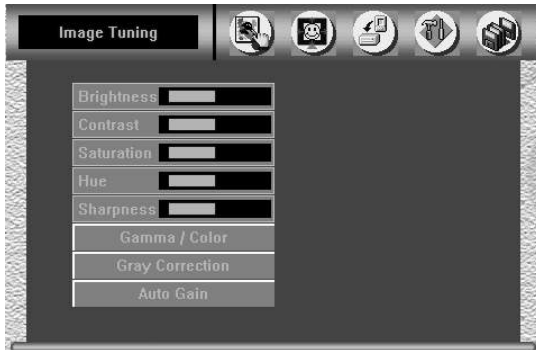 Image Tuning
Brightness
Contrast
Saturation
Hue
Sharpness
Gamma / Color
Gray Correction
Auto Gain